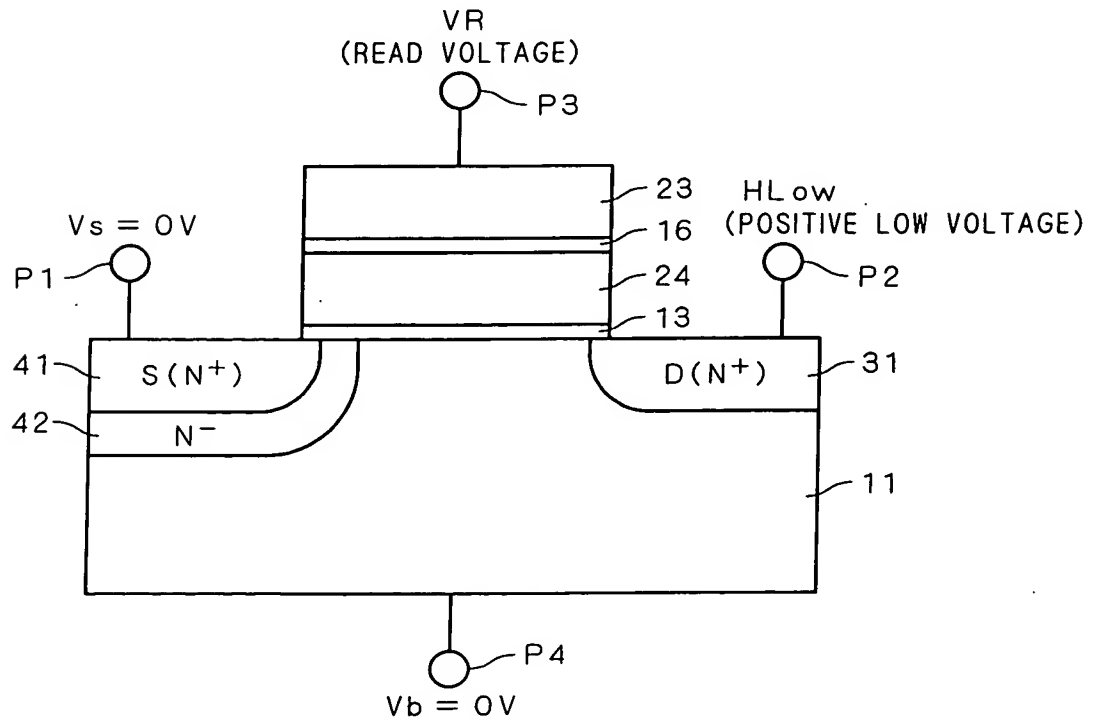 VR
(READ VOLTAGE)
P3
23
HLow
(POSITIVE LOW VOLTAGE)
16
Vs = 0V
P1
24
P2
13
41
S(N+)
D(N+)
31
42
N−
11
P4
Vb = 0V